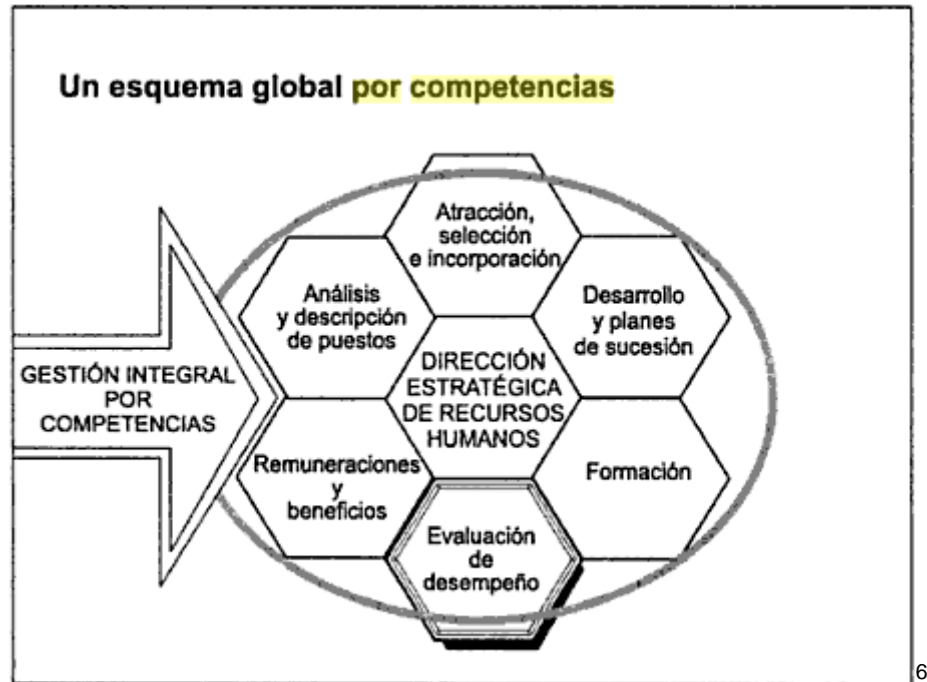 Un esquema global por competencias
Atracción,
selección
e incorporación
Análisis
y descripción
de puestos
Desarrollo
y planes
de sucesión
DIRECCIÓN
ESTRATÉGICA
DE RECURSOS
HUMANOS
GESTIÓN INTEGRAL
POR
COMPETENCIAS
Remuneraciones
y
beneficios
Formación
Evaluación
de
desempeño
6